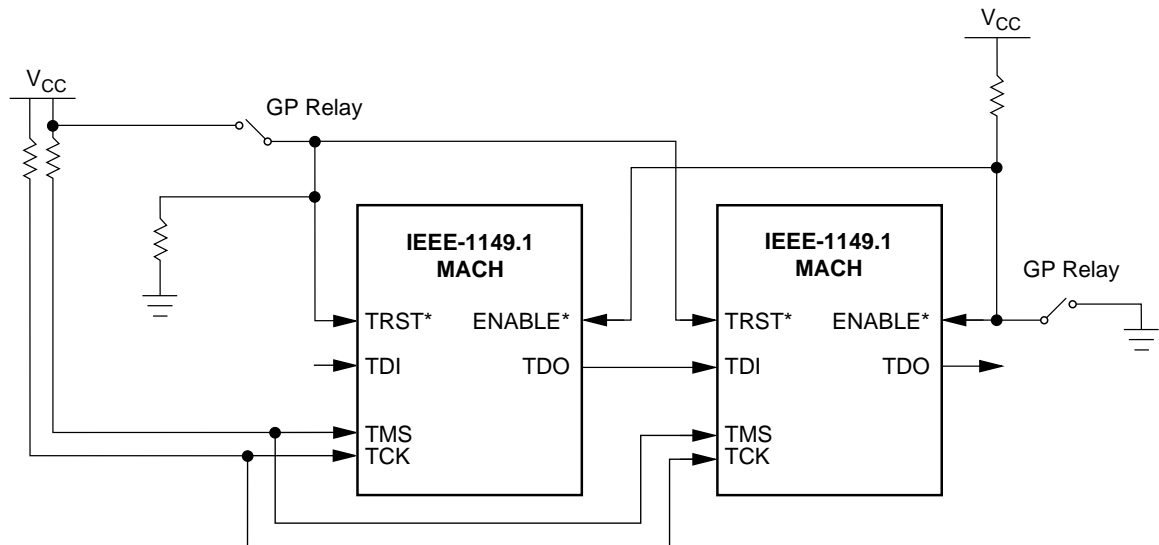 VCC
VCC
GP Relay
IEEE-1149.1
MACH
IEEE-1149.1
MACH
GP Relay
TRST* ENABLE*
TRST* ENABLE*
TDI TDO
TDI TDO
TMS
TMS
TCK
TCK